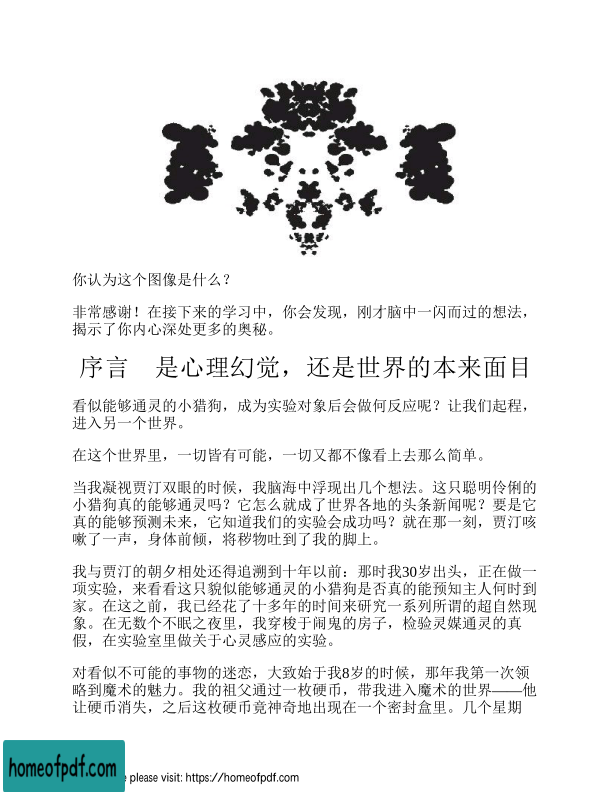 你认为这个图像是什么？
非常感谢！在接下来的学习中，你会发现，刚才脑中一闪而过的想法，
揭示了你内心深处更多的奥秘。
序言　是心理幻觉，还是世界的本来面目
看似能够通灵的小猎狗，成为实验对象后会做何反应呢？让我们起程，
进入另一个世界。
在这个世界里，一切皆有可能，一切又都不像看上去那么简单。
当我凝视贾汀双眼的时候，我脑海中浮现出几个想法。这只聪明伶俐的
小猎狗真的能够通灵吗？它怎么就成了世界各地的头条新闻呢？要是它
真的能够预测未来，它知道我们的实验会成功吗？就在那一刻，贾汀咳
嗽了一声，身体前倾，将秽物吐到了我的脚上。
我与贾汀的朝夕相处还得追溯到十年以前：那时我30岁出头，正在做一
项实验，来看看这只貌似能够通灵的小猎狗是否真的能预知主人何时到
家。在这之前，我已经花了十多年的时间来研究一系列所谓的超自然现
象。在无数个不眠之夜里，我穿梭于闹鬼的房子，检验灵媒通灵的真
假，在实验室里做关于心灵感应的实验。
对看似不可能的事物的迷恋，大致始于我8岁的时候，那年我第一次领
略到魔术的魅力。我的祖父通过一枚硬币，带我进入魔术的世界——他
让硬币消失，之后这枚硬币竟神奇地出现在一个密封盒里。几个星期
homeofpdf.com
e please visit: https://homeofpdf.com